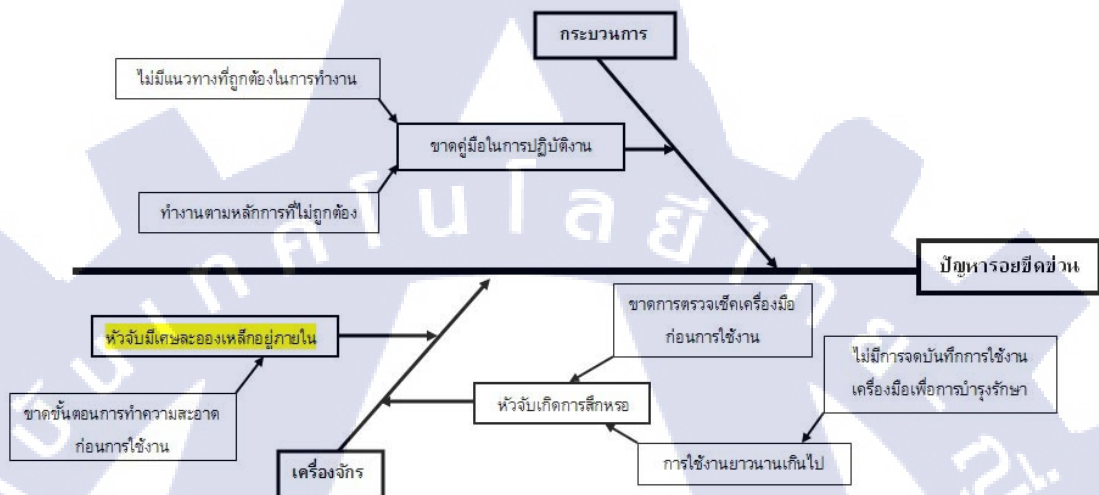 กระบวนการ
ไม่มีแนวทางที่ถูกต้องในการทำงาน
ขาดคู่มือในการปฏิบัติงาน
ทำงานตามหลักการที่ไม่ถูกต้อง
ปัญหารอยขีดข่วน
หัวจับมีเศษละอองเหล็กอยู่ภายใน
ขาดขั้นตอนการทำความสะอาด
ก่อนการใช้งาน
เครื่องจักร
ขาดการตรวจเช็คเครื่องมือ
ก่อนการใช้งาน
หัวจับเกิดการสึกหรอ
ไม่มีการจดบันทึกการใช้งาน
เครื่องมือเพื่อการบำรุงรักษา
การใช้งานยาวนานเกินไป